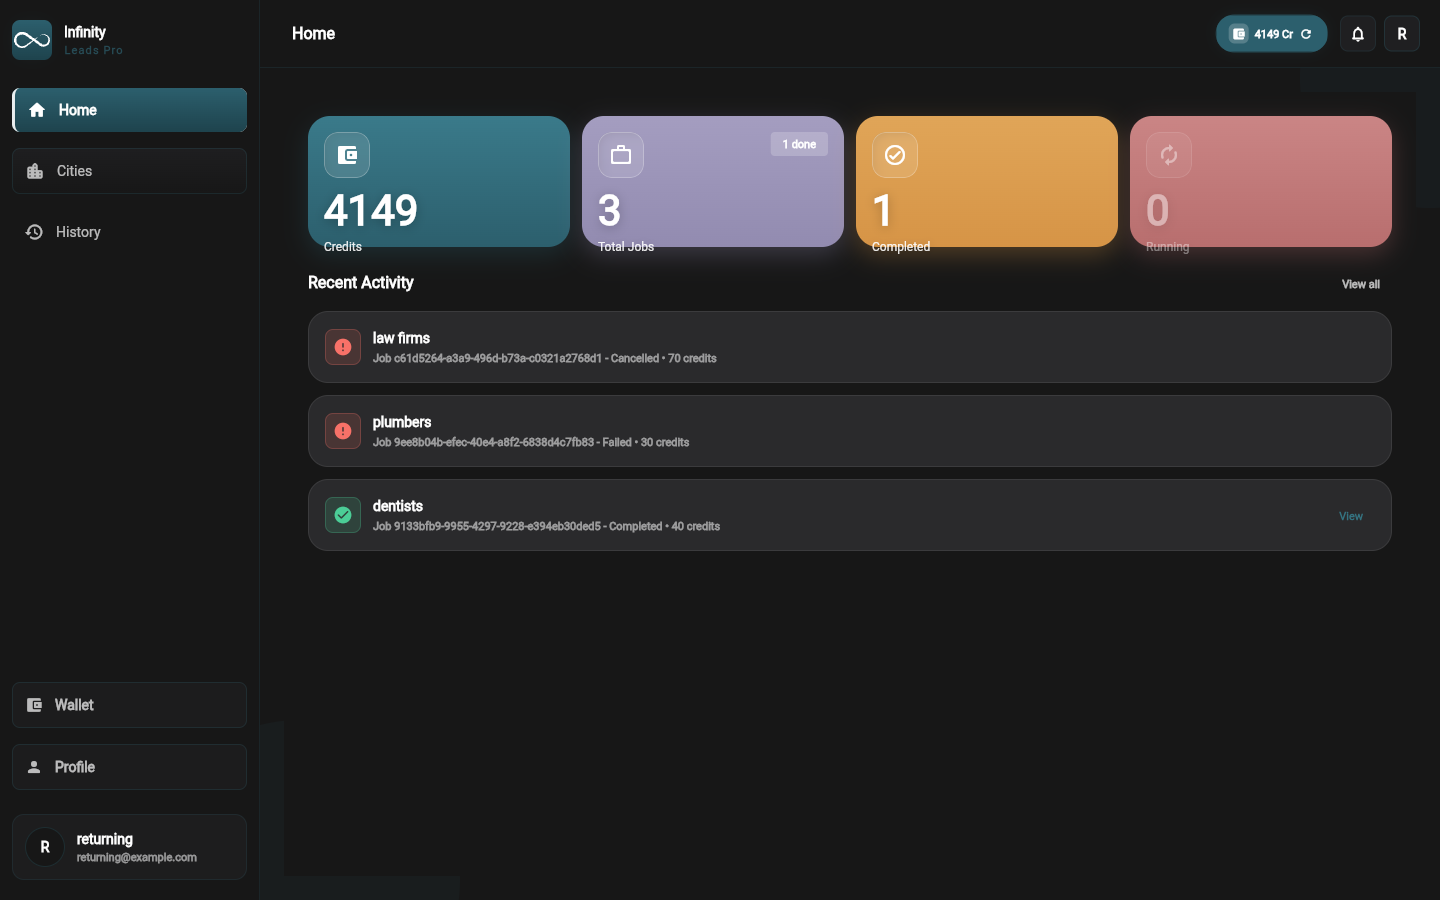 Infinity
Leads Pro
Home
Cities
History
Wallet
Profile
R
returning
returning@example.com
Home
4149 Cr
R
4149
Credits
1 done
3
Total Jobs
1
Completed
0
Running
Recent Activity
View all
law firms
Job c61d5264-a3a9-496d-b73a-c0321a2768d1 - Cancelled • 70 credits
plumbers
Job 9ee8b04b-efec-40e4-a8f2-6838d4c7fb83 - Failed • 30 credits
dentists
Job 9133bfb9-9955-4297-9228-e394eb30ded5 - Completed • 40 credits
View